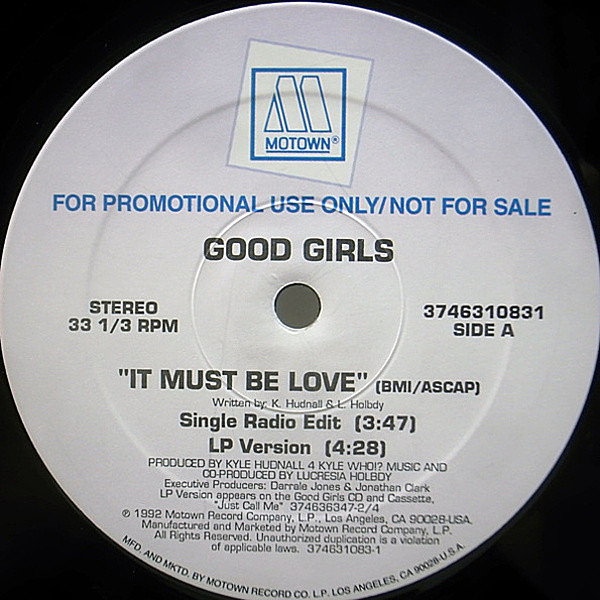 MOTOWN®
FOR PROMOTIONAL USE ONLY/NOT FOR SALE
GOOD GIRLS
STEREO
33 1/3 RPM
3746310831
SIDE A
"IT MUST BE LOVE" (BMI/ASCAP)
Written by: K. Hudnall & L. Holbdy
Single Radio Edit (3:47)
LP Version (4:28)
PRODUCED BY KYLE HUDNALL 4 KYLE WHO!? MUSIC AND
CO-PRODUCED BY LUCRESIA HOLBDY
Executive Producers: Darrale Jones & Jonathan Clark
LP Version appears on the Good Girls CD and Cassette,
"Just Call Me" 374636347-2/4
℗ 1992 Motown Record Company, L.P., Los Angeles, CA 90028-USA.
Manufactured and Marketed by Motown Record Company, L.P.
All Rights Reserved. Unauthorized duplication is a violation
of applicable laws. 374631083-1
MFD. AND MKTD. BY MOTOWN RECORD CO. L.P. LOS ANGELES, CA 90028-U.S.A.